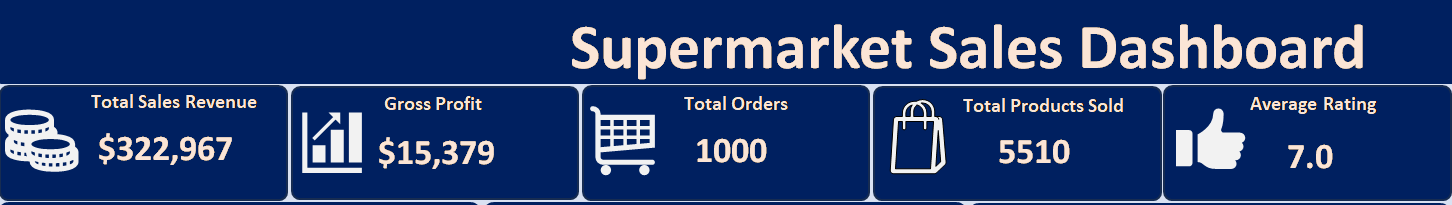 Supermarket Sales Dashboard
Total Sales Revenue
$322,967
Gross Profit
$15,379
Total Orders
1000
Total Products Sold
5510
Average Rating
7.0